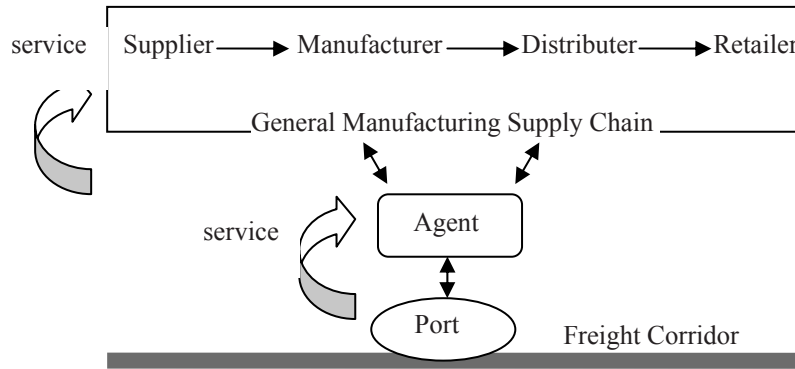 service Supplier Manufacturer Distributer Retailer
General Manufacturing Supply Chain
Agent
service
Port
Freight Corridor